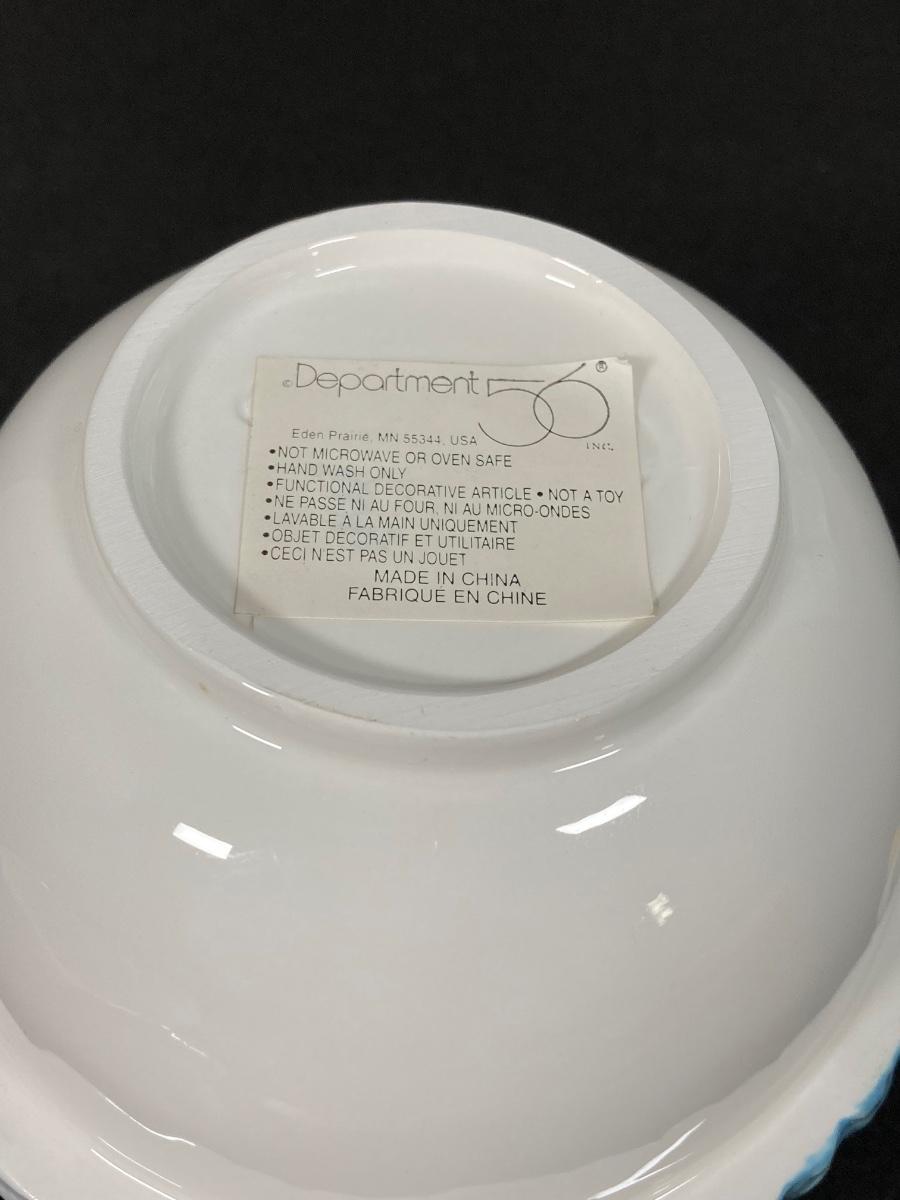 © Department 56 ®
INC.
Eden Prairie, MN 55344, USA
•NOT MICROWAVE OR OVEN SAFE
•HAND WASH ONLY
•FUNCTIONAL DECORATIVE ARTICLE • NOT A TOY
•NE PASSE NI AU FOUR, NI AU MICRO-ONDES
•LAVABLE À LA MAIN UNIQUEMENT
•OBJET DÉCORATIF ET UTILITAIRE
•CECI N'EST PAS UN JOUET
MADE IN CHINA
FABRIQUÉ EN CHINE